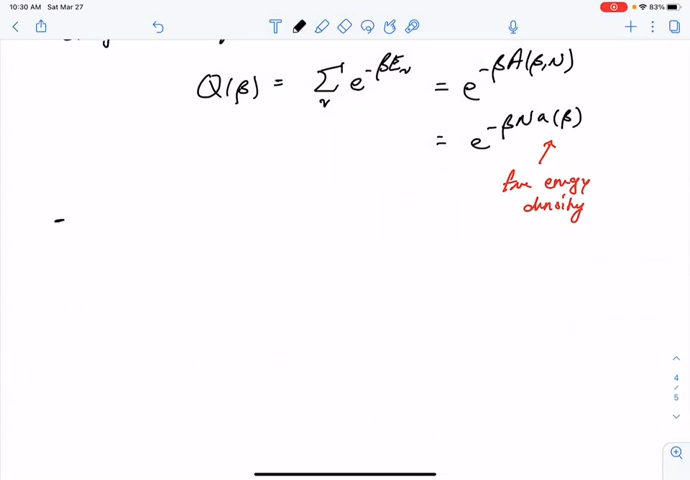 10:30 AM Sat Mar 27
83%
T
Q(β) = Σ_ν e^{-βE_ν} = e^{-βA(β,N)}
= e^{-βNa(β)}
free energy
density
-
4
/
5